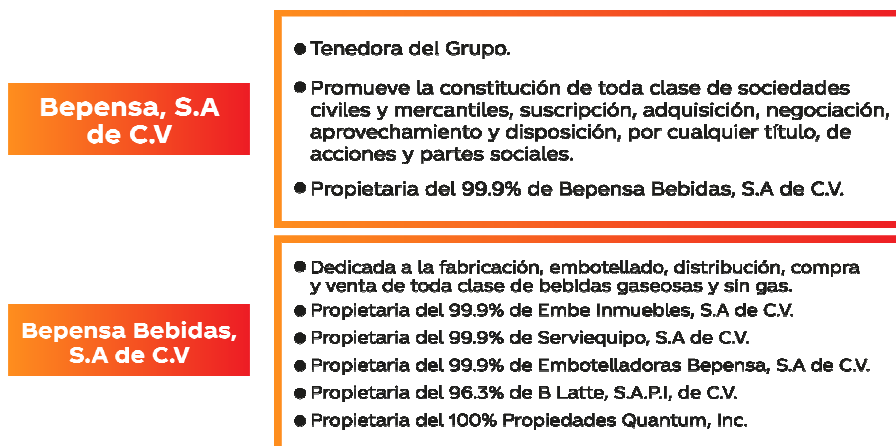 Bepensa, S.A
de C.V
● Tenedora del Grupo.
● Promueve la constitución de toda clase de sociedades
civiles y mercantiles, suscripción, adquisición, negociación,
aprovechamiento y disposición, por cualquier título, de
acciones y partes sociales.
● Propietaria del 99.9% de Bepensa Bebidas, S.A de C.V.
Bepensa Bebidas,
S.A de C.V
● Dedicada a la fabricación, embotellado, distribución, compra
y venta de toda clase de bebidas gaseosas y sin gas.
● Propietaria del 99.9% de Embe Inmuebles, S.A de C.V.
● Propietaria del 99.9% de Serviequipo, S.A de C.V.
● Propietaria del 99.9% de Embotelladoras Bepensa, S.A de C.V.
● Propietaria del 96.3% de B Latte, S.A.P.I, de C.V.
● Propietaria del 100% Propiedades Quantum, Inc.